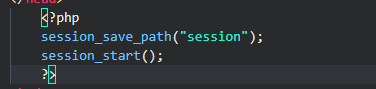 <?php
session_save_path("session");
session_start();
?>